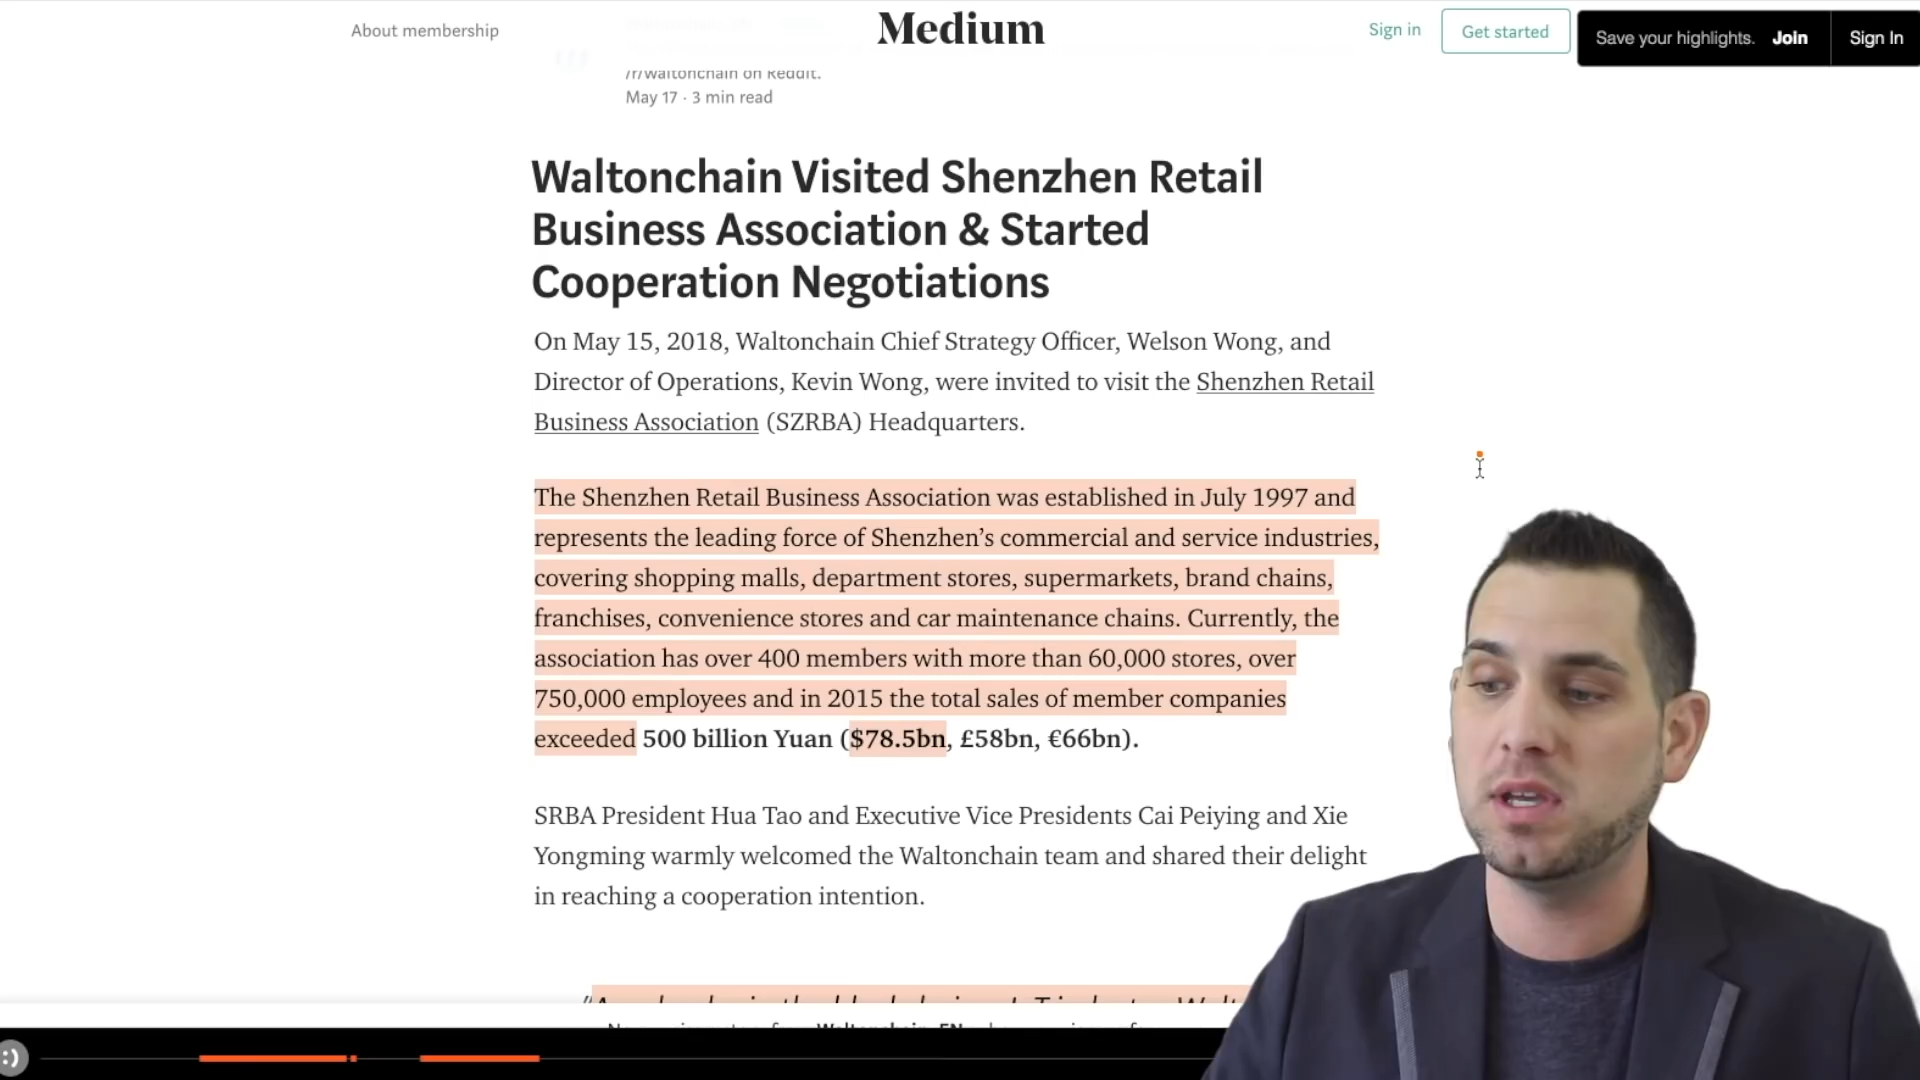 About membership
Medium
Sign in
Get started
Save your highlights. Join
Sign In
/r/waltonchain on Reddit.
May 17 · 3 min read
Waltonchain Visited Shenzhen Retail
Business Association & Started
Cooperation Negotiations
On May 15, 2018, Waltonchain Chief Strategy Officer, Welson Wong, and
Director of Operations, Kevin Wong, were invited to visit the Shenzhen Retail
Business Association (SZRBA) Headquarters.
The Shenzhen Retail Business Association was established in July 1997 and
represents the leading force of Shenzhen’s commercial and service industries,
covering shopping malls, department stores, supermarkets, brand chains,
franchises, convenience stores and car maintenance chains. Currently, the
association has over 400 members with more than 60,000 stores, over
750,000 employees and in 2015 the total sales of member companies
exceeded 500 billion Yuan ($78.5bn, £58bn, €66bn).
SRBA President Hua Tao and Executive Vice Presidents Cai Peiying and Xie
Yongming warmly welcomed the Waltonchain team and shared their delight
in reaching a cooperation intention.